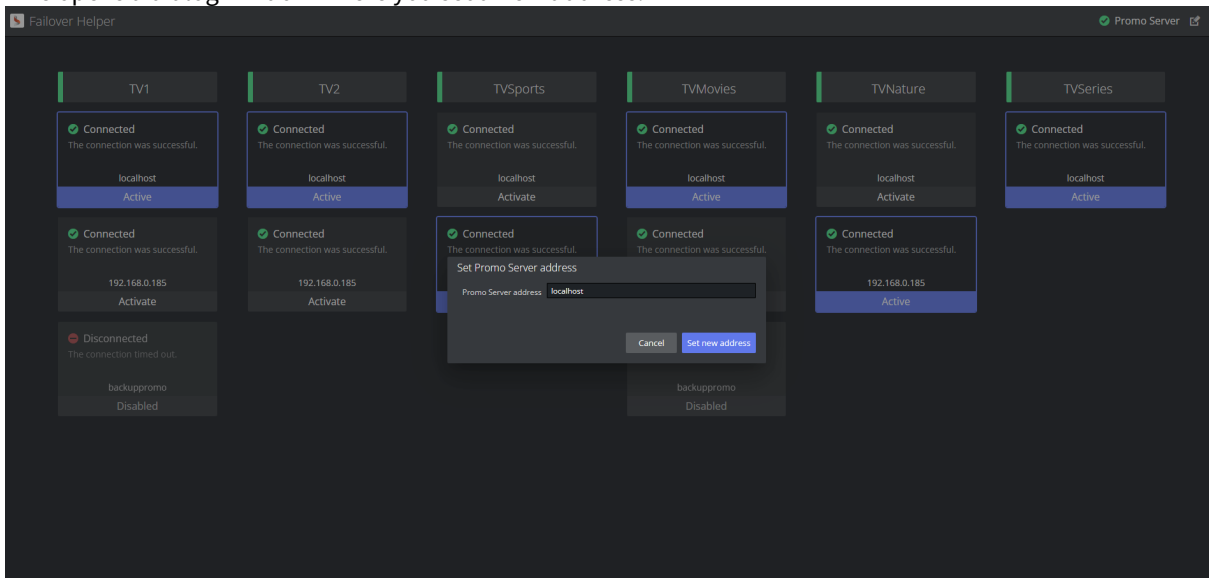 Failover Helper
Promo Server
TV1 TV2 TVSports TVMovies TVNature TVSeries
Connected Connected Connected Connected Connected Connected
The connection was successful. The connection was successful. The connection was successful. The connection was successful. The connection was successful. The connection was successful.
localhost localhost localhost localhost localhost localhost
Active Active Activate Active Activate Active
Connected Connected Connected Connected Connected
The connection was successful. The connection was successful. The connection was successful. The connection was successful. The connection was successful.
Set Promo Server address
192.168.0.185 192.168.0.185 192.168.0.185
Promo Server address localhost
Activate Activate Active
Disconnected
Cancel Set new address
The connection timed out.
backuppromo backuppromo
Disabled Disabled